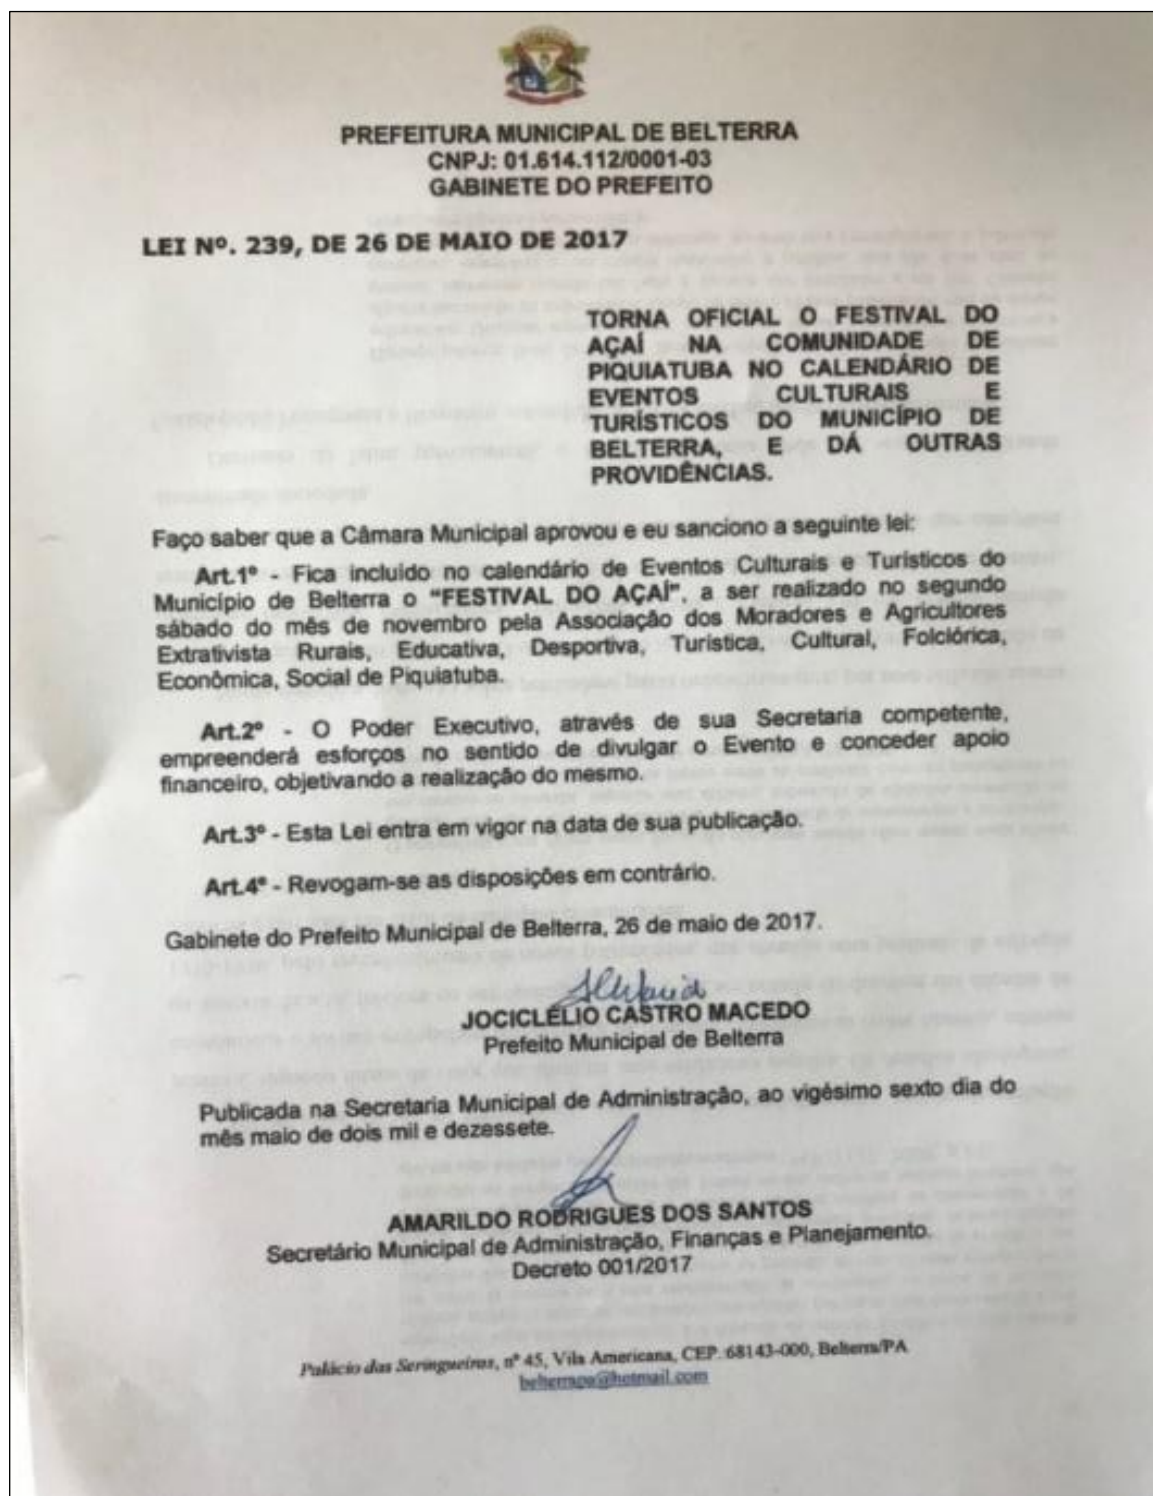 PREFEITURA MUNICIPAL DE BELTERRA
CNPJ: 01.614.112/0001-03
GABINETE DO PREFEITO
LEI Nº. 239, DE 26 DE MAIO DE 2017
TORNA OFICIAL O FESTIVAL DO
AÇAÍ NA COMUNIDADE DE
PIQUIATUBA NO CALENDÁRIO DE
EVENTOS CULTURAIS E
TURÍSTICOS DO MUNICÍPIO DE
BELTERRA, E DÁ OUTRAS
PROVIDÊNCIAS.
Faço saber que a Câmara Municipal aprovou e eu sanciono a seguinte lei:
Art.1º - Fica incluído no calendário de Eventos Culturais e Turísticos do
Município de Belterra o "FESTIVAL DO AÇAÍ", a ser realizado no segundo
sábado do mês de novembro pela Associação dos Moradores e Agricultores
Extrativista Rurais, Educativa, Desportiva, Turística, Cultural, Folclórica,
Econômica, Social de Piquiatuba.
Art.2º - O Poder Executivo, através de sua Secretaria competente,
empreenderá esforços no sentido de divulgar o Evento e conceder apoio
financeiro, objetivando a realização do mesmo.
Art.3º - Esta Lei entra em vigor na data de sua publicação.
Art.4º - Revogam-se as disposições em contrário.
Gabinete do Prefeito Municipal de Belterra, 26 de maio de 2017.
JOCICLÉLIO CASTRO MACEDO
Prefeito Municipal de Belterra
Publicada na Secretaria Municipal de Administração, ao vigésimo sexto dia do
mês maio de dois mil e dezessete.
AMARILDO RODRIGUES DOS SANTOS
Secretário Municipal de Administração, Finanças e Planejamento.
Decreto 001/2017
Palácio das Seringueiras, nº 45, Vila Americana, CEP. 68143-000, Belterra/PA
belterrapa@hotmail.com